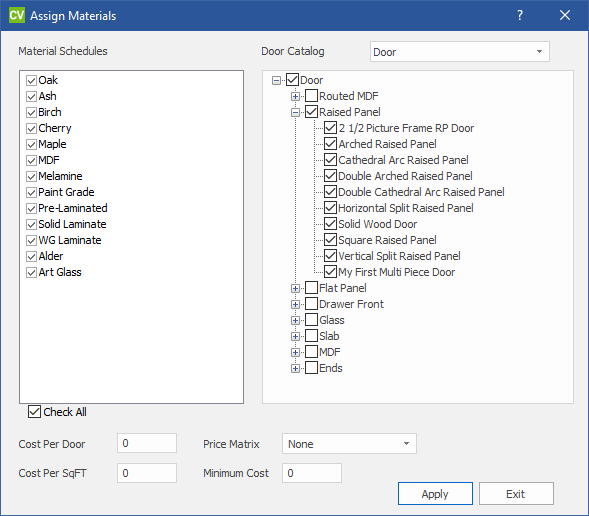 CV Assign Materials ? ×
Material Schedules
Oak
Ash
Birch
Cherry
Maple
MDF
Melamine
Paint Grade
Pre-Laminated
Solid Laminate
WG Laminate
Alder
Art Glass
Check All
Door Catalog Door
Door
Routed MDF
Raised Panel
2 1/2 Picture Frame RP Door
Arched Raised Panel
Cathedral Arc Raised Panel
Double Arched Raised Panel
Double Cathedral Arc Raised Panel
Horizontal Split Raised Panel
Solid Wood Door
Square Raised Panel
Vertical Split Raised Panel
My First Multi Piece Door
Flat Panel
Drawer Front
Glass
Slab
MDF
Ends
Cost Per Door 0 Price Matrix None
Cost Per SqFT 0 Minimum Cost 0
Apply Exit